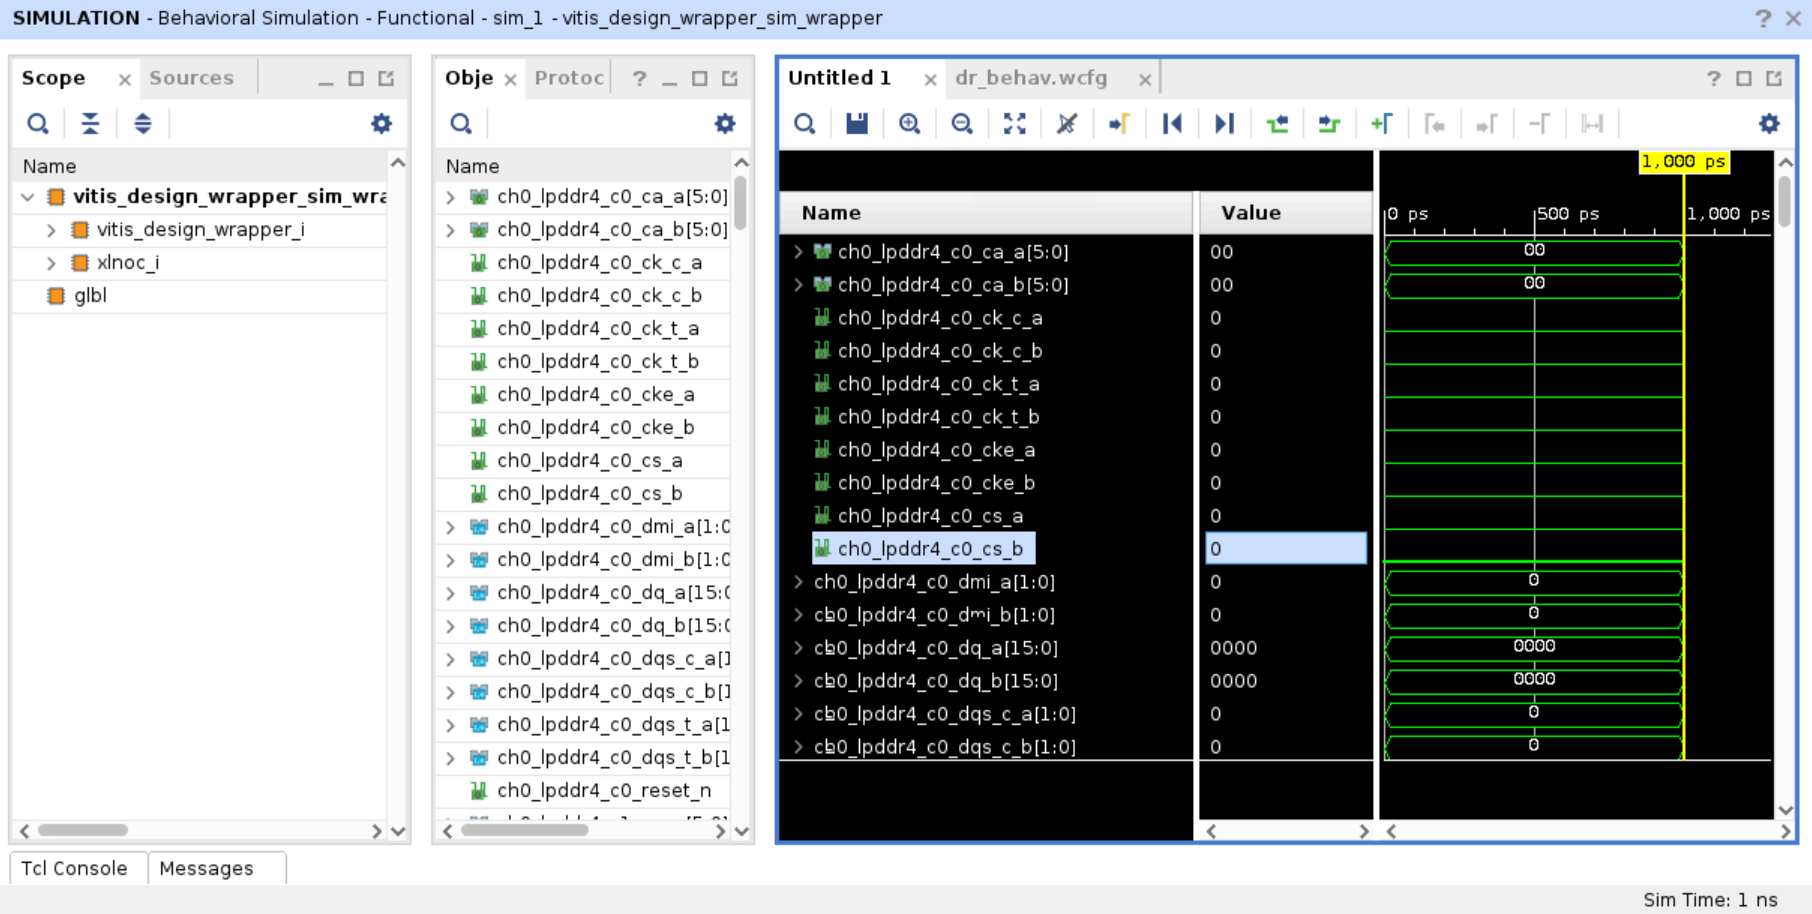 SIMULATION - Behavioral Simulation - Functional - sim_1 - vitis_design_wrapper_sim_wrapper
? ×
Scope × Sources
Name
vitis_design_wrapper_sim_wra
vitis_design_wrapper_i
xlnoc_i
glbl
Obje × Protoc ?
Name
ch0_lpddr4_c0_ca_a[5:0]
ch0_lpddr4_c0_ca_b[5:0]
ch0_lpddr4_c0_ck_c_a
ch0_lpddr4_c0_ck_c_b
ch0_lpddr4_c0_ck_t_a
ch0_lpddr4_c0_ck_t_b
ch0_lpddr4_c0_cke_a
ch0_lpddr4_c0_cke_b
ch0_lpddr4_c0_cs_a
ch0_lpddr4_c0_cs_b
ch0_lpddr4_c0_dmi_a[1:0
ch0_lpddr4_c0_dmi_b[1:0
ch0_lpddr4_c0_dq_a[15:0
ch0_lpddr4_c0_dq_b[15:0
ch0_lpddr4_c0_dqs_c_a[1
ch0_lpddr4_c0_dqs_c_b[1
ch0_lpddr4_c0_dqs_t_a[1
ch0_lpddr4_c0_dqs_t_b[1
ch0_lpddr4_c0_reset_n
Untitled 1 × dr_behav.wcfg × ?
1,000 ps
Name Value 0 ps 500 ps 1,000 ps
ch0_lpddr4_c0_ca_a[5:0] 00 00
ch0_lpddr4_c0_ca_b[5:0] 00 00
ch0_lpddr4_c0_ck_c_a 0
ch0_lpddr4_c0_ck_c_b 0
ch0_lpddr4_c0_ck_t_a 0
ch0_lpddr4_c0_ck_t_b 0
ch0_lpddr4_c0_cke_a 0
ch0_lpddr4_c0_cke_b 0
ch0_lpddr4_c0_cs_a 0
ch0_lpddr4_c0_cs_b 0
ch0_lpddr4_c0_dmi_a[1:0] 0 0
ch0_lpddr4_c0_dmi_b[1:0] 0 0
ch0_lpddr4_c0_dq_a[15:0] 0000 0000
ch0_lpddr4_c0_dq_b[15:0] 0000 0000
ch0_lpddr4_c0_dqs_c_a[1:0] 0 0
ch0_lpddr4_c0_dqs_c_b[1:0] 0 0
Tcl Console Messages
Sim Time: 1 ns